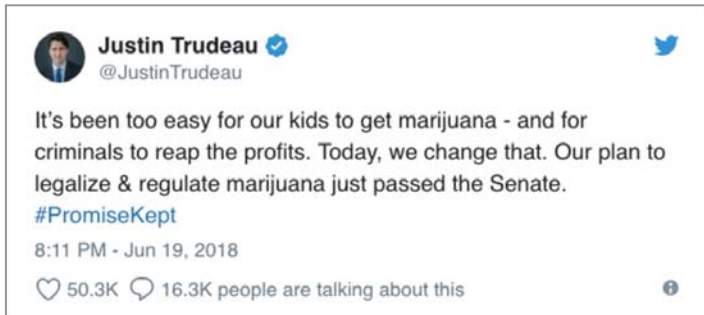 Justin Trudeau
@JustinTrudeau
It's been too easy for our kids to get marijuana - and for
criminals to reap the profits. Today, we change that. Our plan to
legalize & regulate marijuana just passed the Senate.
#PromiseKept
8:11 PM - Jun 19, 2018
50.3K 16.3K people are talking about this